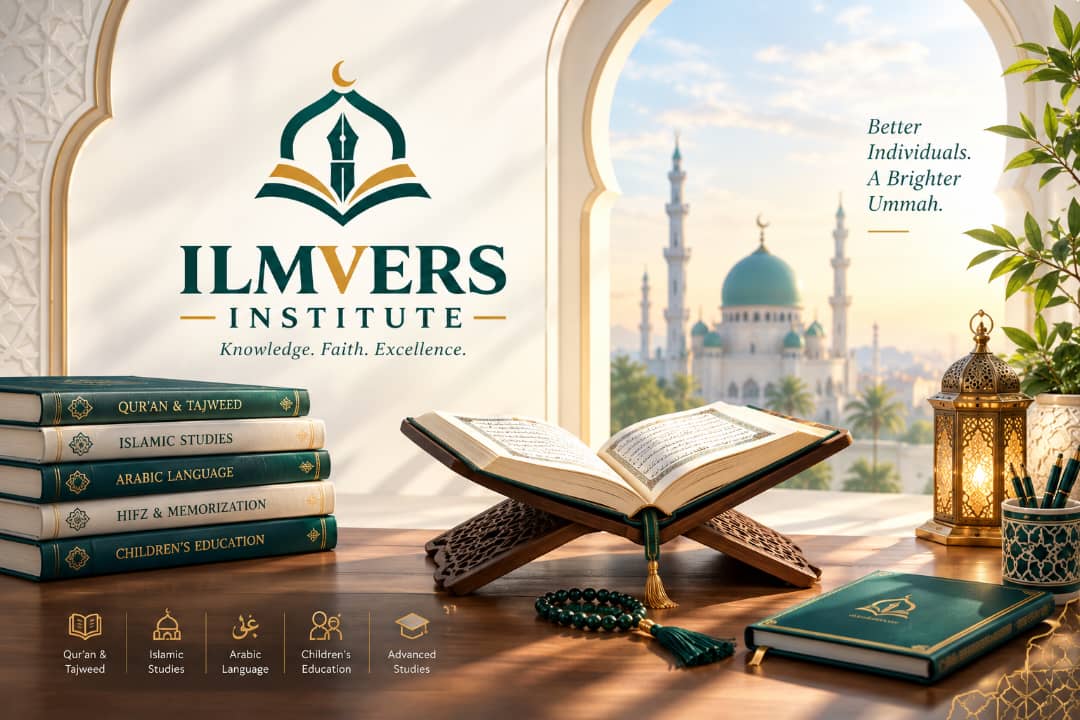 ILMVERS
INSTITUTE
Knowledge. Faith. Excellence.
Better
Individuals.
A Brighter
Ummah.
QUR'AN & TAJWEED
ISLAMIC STUDIES
ARABIC LANGUAGE
HIFZ & MEMORIZATION
CHILDREN'S EDUCATION
Qur'an &
Tajweed
Islamic
Studies
Arabic
Language
Children's
Education
Advanced
Studies